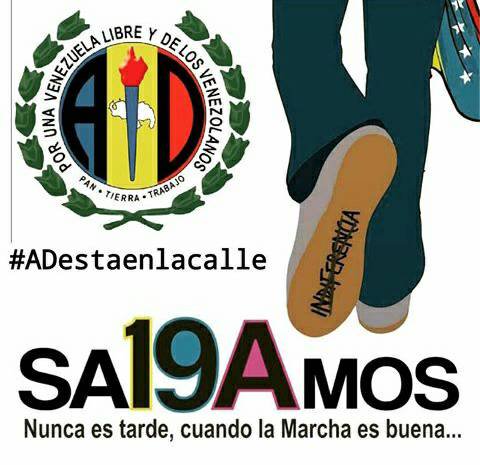 POR UNA VENEZUELA LIBRE Y DE LOS VENEZOLANOS
AD
PAN • TIERRA • TRABAJO
INDIFERENCIA
#ADestaenlacalle
SA19AMOS
Nunca es tarde, cuando la Marcha es buena...